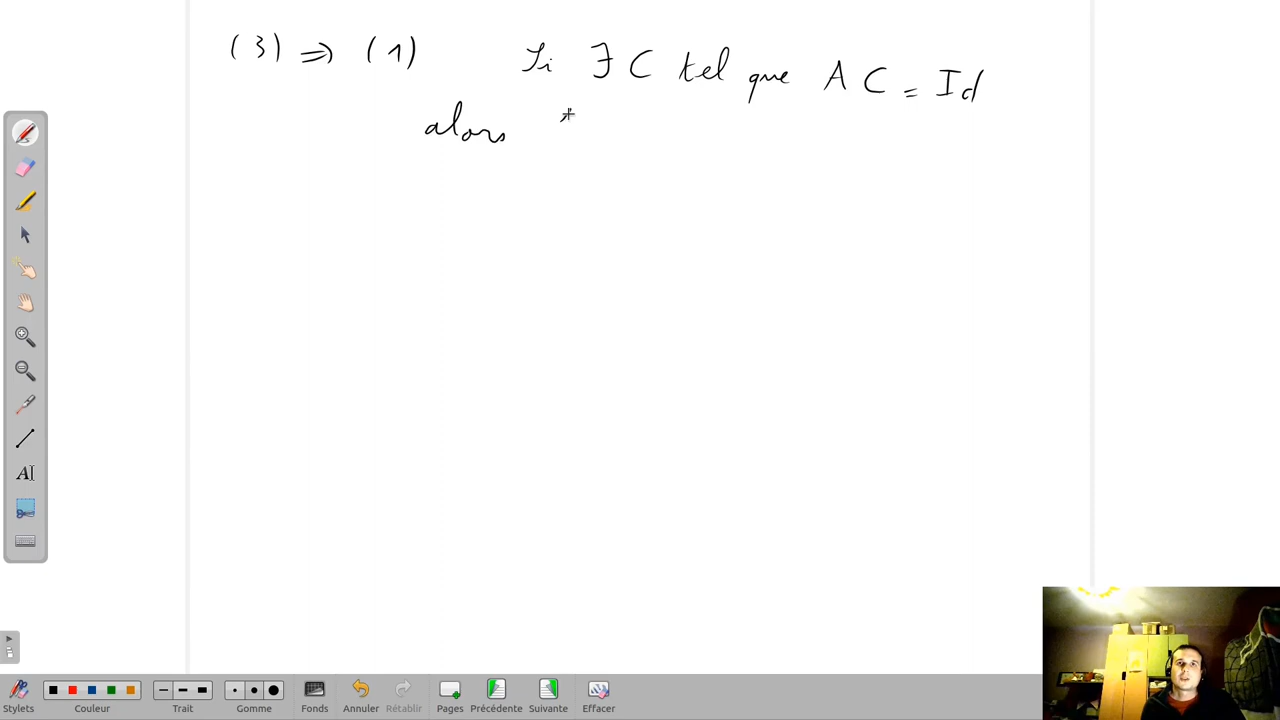 (3) ⇒ (1) Si ∃ C tel que A C = Id
alors
A
Stylets
Couleur
Trait
Gomme
Fonds
Annuler
Rétablir
Pages
Précédente
Suivante
Effacer